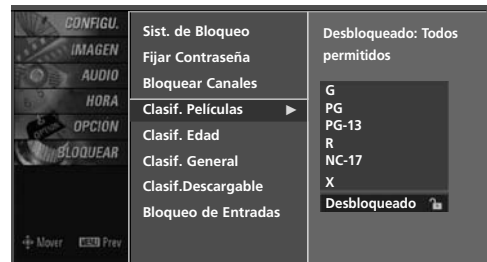 CONFIGU.
IMAGEN
AUDIO
HORA
OPCION
BLOQUEAR
Mover MENU Prev
Sist. de Bloqueo
Fijar Contraseña
Bloquear Canales
Clasif. Películas
Clasif. Edad
Clasif. General
Clasif.Descargable
Bloqueo de Entradas
Desbloqueado: Todos
permitidos
G
PG
PG-13
R
NC-17
X
Desbloqueado